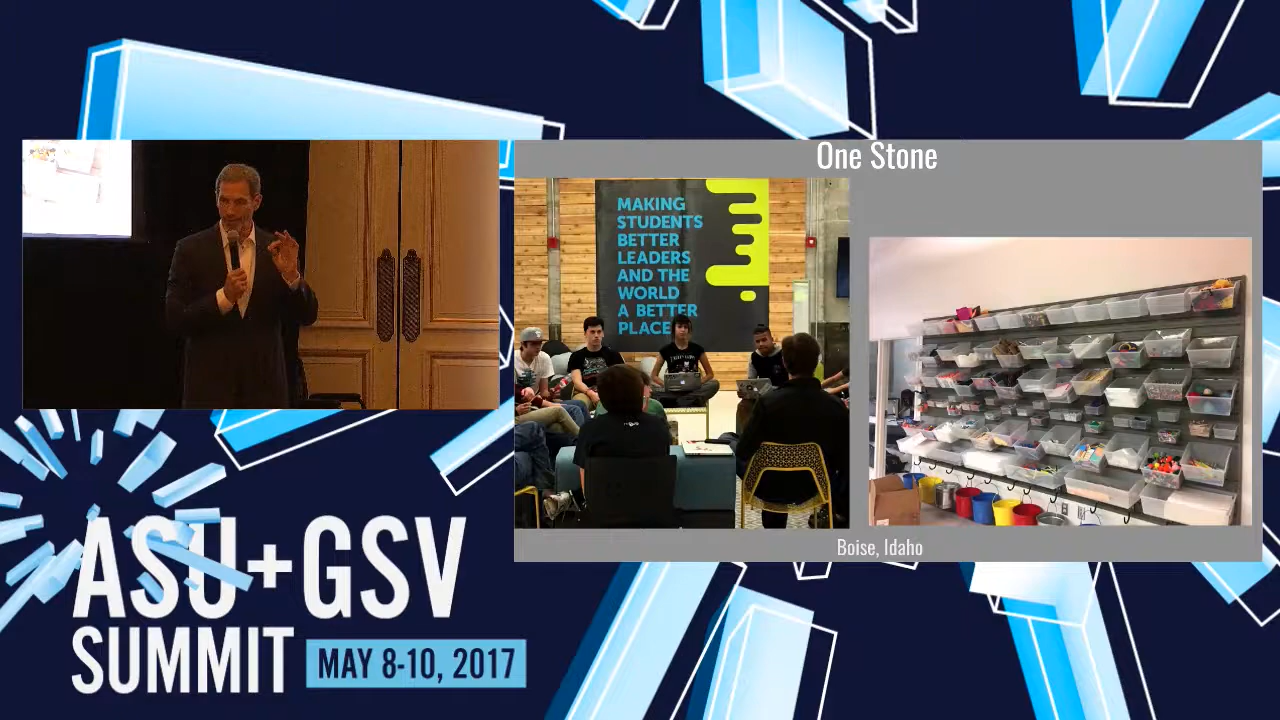 One Stone
MAKING
STUDENTS
BETTER
LEADERS
AND THE
WORLD
A BETTER
PLACE
Boise, Idaho
ASU+GSV
SUMMIT
MAY 8-10, 2017